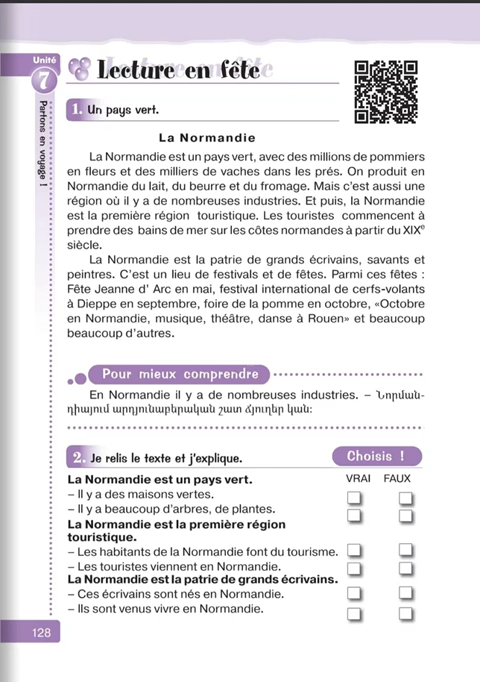 Unité
7
Partons en voyage !
Lecture en fête
1. Un pays vert.
La Normandie
La Normandie est un pays vert, avec des millions de pommiers
en fleurs et des milliers de vaches dans les prés. On produit en
Normandie du lait, du beurre et du fromage. Mais c'est aussi une
région où il y a de nombreuses industries. Et puis, la Normandie
est la première région touristique. Les touristes commencent à
prendre des bains de mer sur les côtes normandes à partir du XIXe
siècle.
La Normandie est la patrie de grands écrivains, savants et
peintres. C'est un lieu de festivals et de fêtes. Parmi ces fêtes :
Fête Jeanne d' Arc en mai, festival international de cerfs-volants
à Dieppe en septembre, foire de la pomme en octobre, «Octobre
en Normandie, musique, théâtre, danse à Rouen» et beaucoup
beaucoup d'autres.
Pour mieux comprendre
En Normandie il y a de nombreuses industries. – Նորման-
դիայում արդյունաբերական շատ ճյուղեր կան։
2. Je relis le texte et j'explique.
Choisis !
La Normandie est un pays vert.
VRAI FAUX
– Il y a des maisons vertes.
– Il y a beaucoup d'arbres, de plantes.
La Normandie est la première région
touristique.
– Les habitants de la Normandie font du tourisme.
– Les touristes viennent en Normandie.
La Normandie est la patrie de grands écrivains.
– Ces écrivains sont nés en Normandie.
– Ils sont venus vivre en Normandie.
128